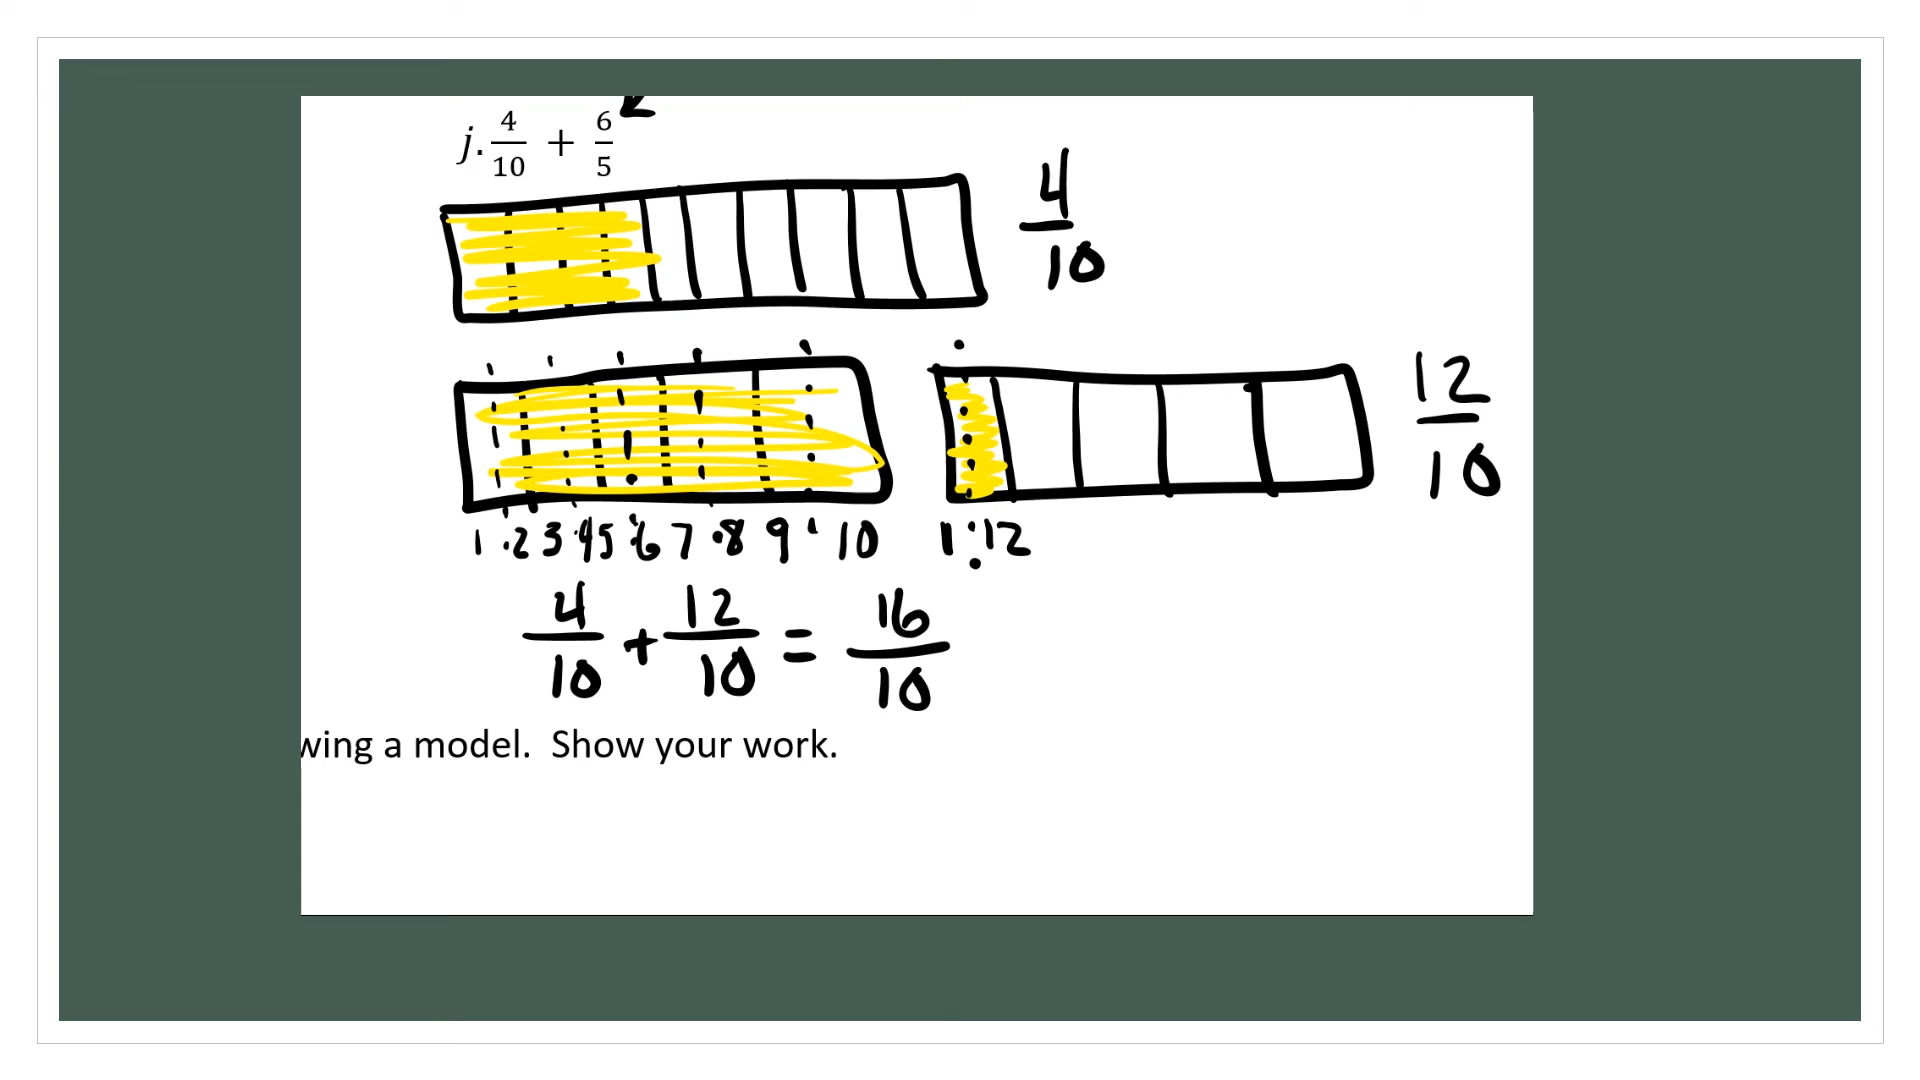 j. 4/10 + 6/5
4/10
12/10
1 2 3 4 5 6 7 8 9 10 11 12
4/10 + 12/10 = 16/10
wing a model. Show your work.